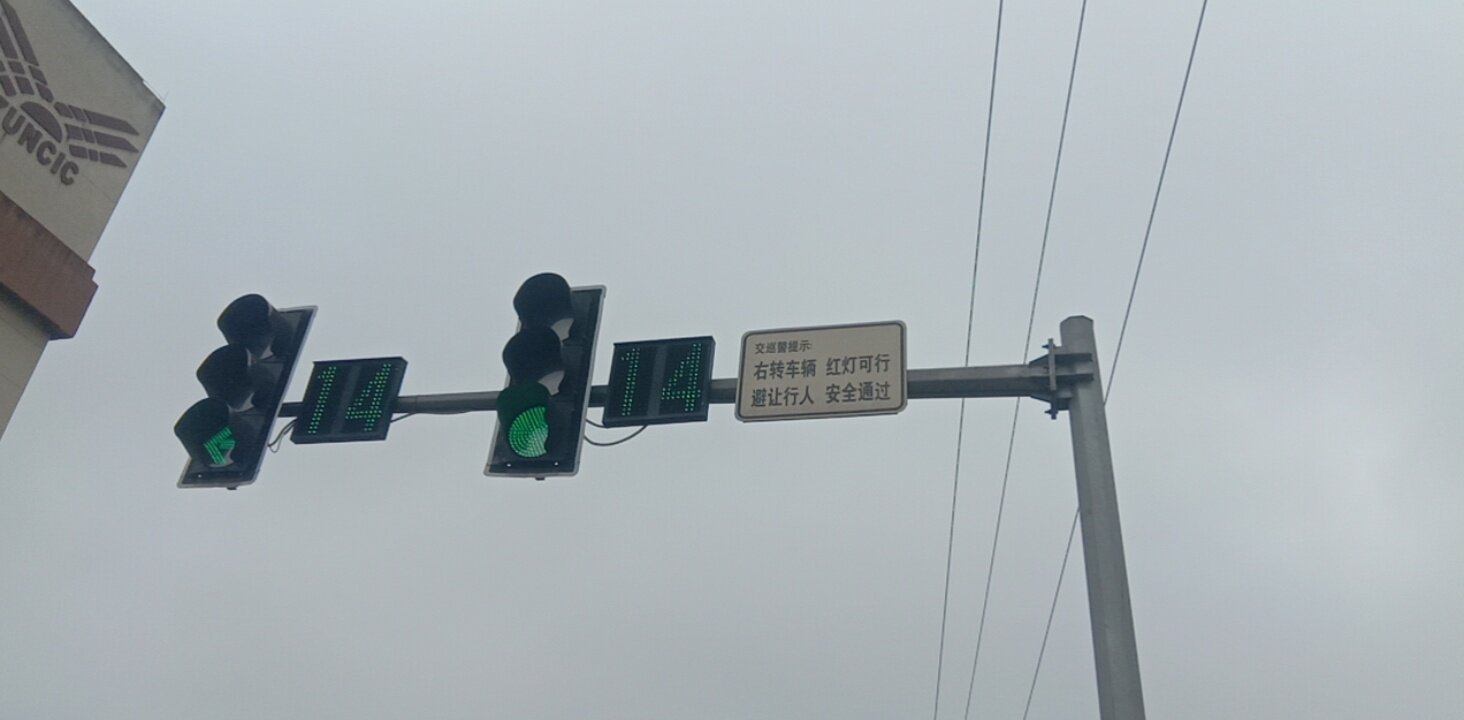 UNCIC
14
14
交巡警提示:
右转车辆 红灯可行
避让行人 安全通过